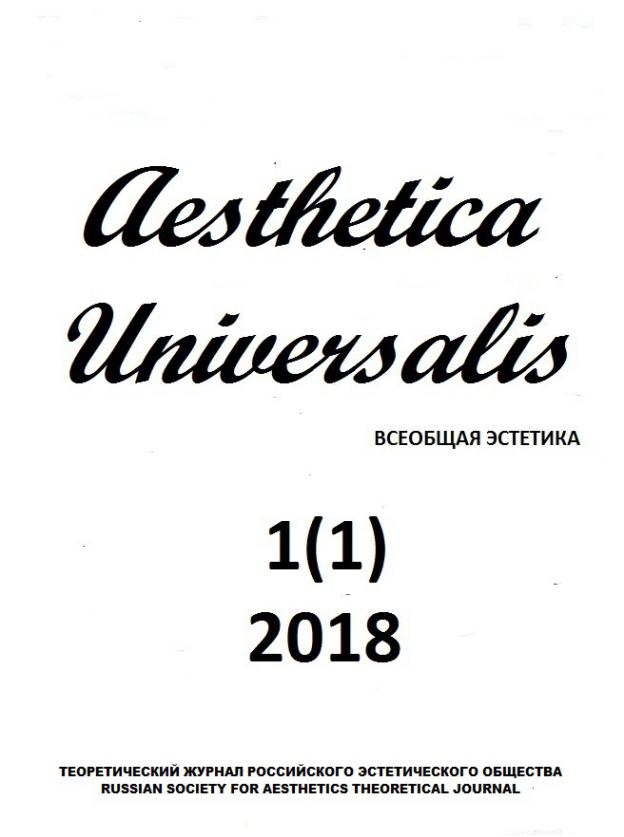 Aesthetica
Universalis
ВСЕОБЩАЯ ЭСТЕТИКА
1(1)
2018
ТЕОРЕТИЧЕСКИЙ ЖУРНАЛ РОССИЙСКОГО ЭСТЕТИЧЕСКОГО ОБЩЕСТВА
RUSSIAN SOCIETY FOR AESTHETICS THEORETICAL JOURNAL